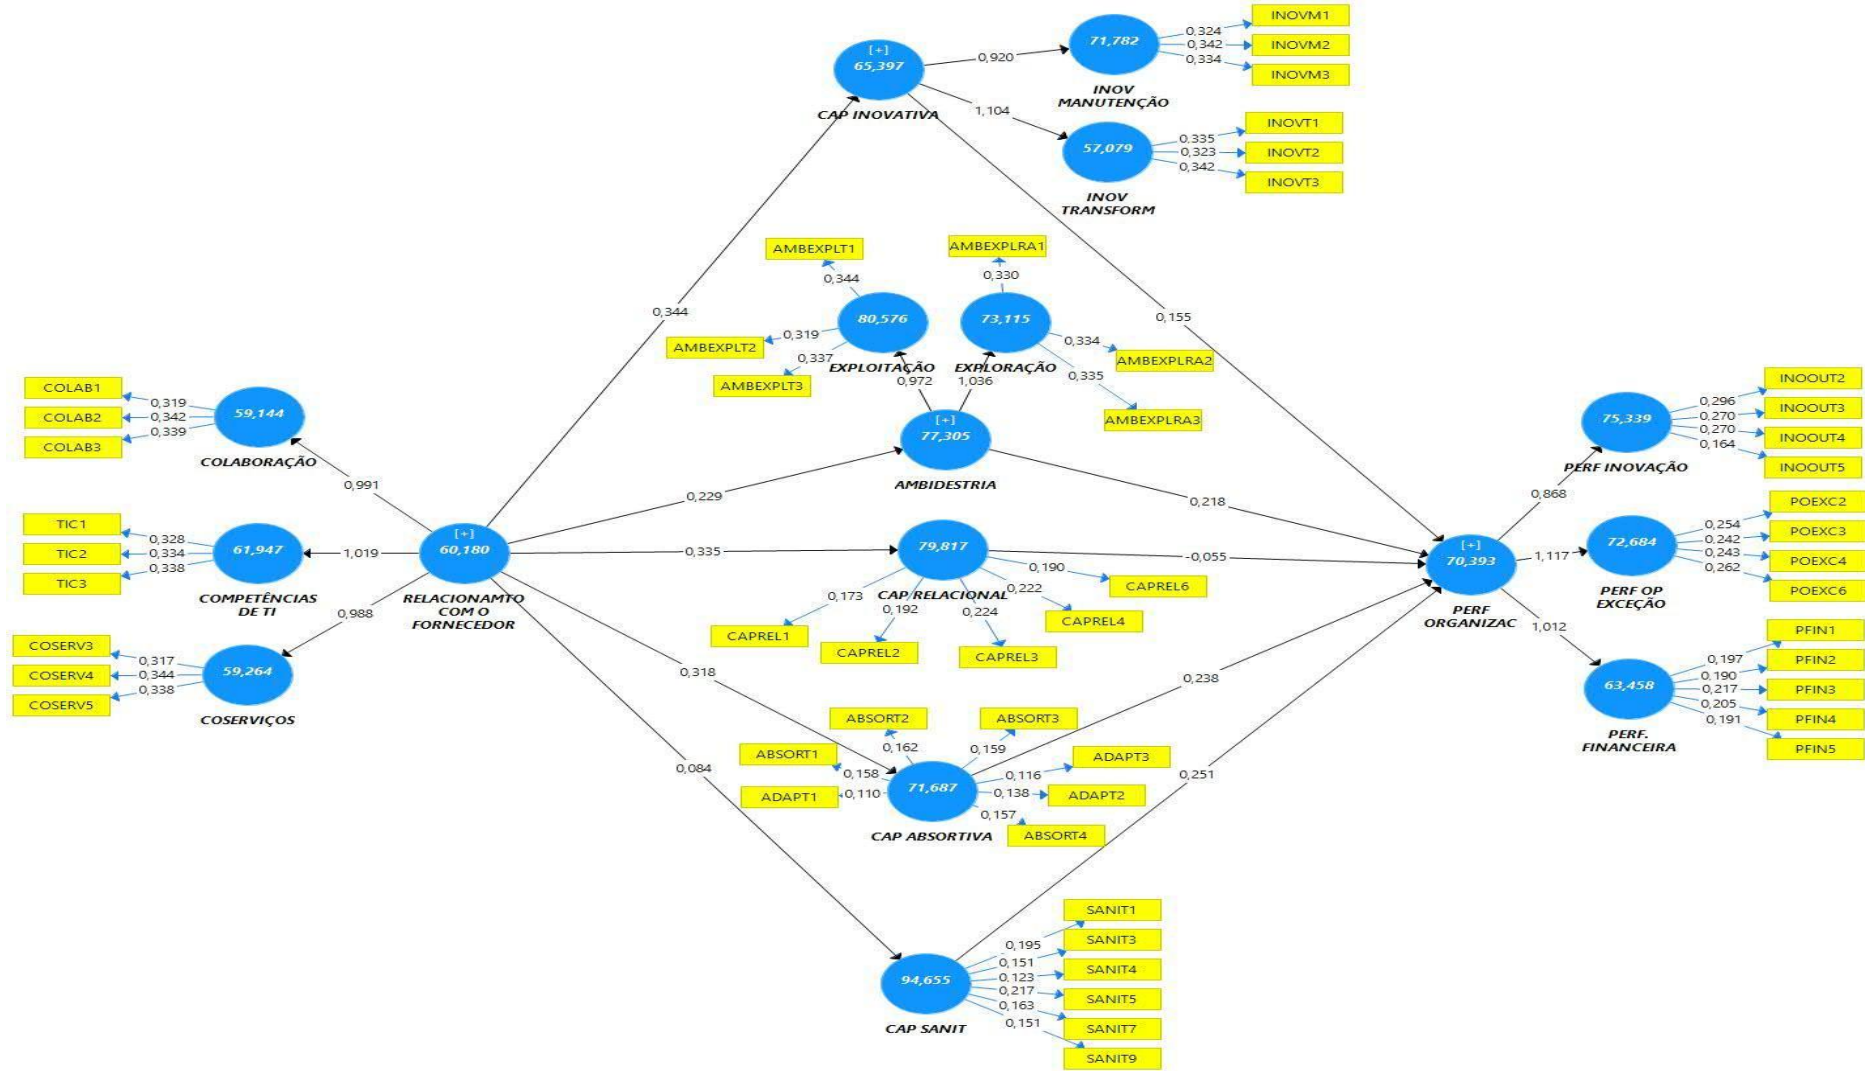 [+]
65,397
CAP INOVATIVA
0,920
1,104
71,782
INOV
MANUTENÇÃO
0,324
0,342
0,334
INOVM1
INOVM2
INOVM3
57,079
INOV
TRANSFORM
0,335
0,323
0,342
INOVT1
INOVT2
INOVT3
0,344
0,155
AMBEXPLT1
0,344
AMBEXPLT2
0,319
AMBEXPLT3
0,337
80,576
EXPLOITAÇÃO
0,972
AMBEXPLRA1
0,330
73,115
EXPLORAÇÃO
1,036
0,334
AMBEXPLRA2
0,335
AMBEXPLRA3
[+]
77,305
AMBIDESTRIA
0,229
0,218
COLAB1
COLAB2
COLAB3
0,319
0,342
0,339
59,144
COLABORAÇÃO
0,991
TIC1
TIC2
TIC3
0,328
0,334
0,338
61,947
COMPETÊNCIAS
DE TI
1,019
[+]
60,180
RELACIONAMTO
COM O
FORNECEDOR
0,988
COSERV3
COSERV4
COSERV5
0,317
0,344
0,338
59,264
COSERVIÇOS
0,335
79,817
CAP RELACIONAL
-0,055
0,173
0,192
0,224
0,222
0,190
CAPREL1
CAPREL2
CAPREL3
CAPREL4
CAPREL6
0,318
0,238
ABSORT2
0,162
ABSORT3
0,159
ABSORT1
0,158
ADAPT1
0,110
71,687
CAP ABSORTIVA
0,116
ADAPT3
0,138
ADAPT2
0,157
ABSORT4
0,084
0,251
94,655
CAP SANIT
0,195
0,151
0,123
0,217
0,163
0,151
SANIT1
SANIT3
SANIT4
SANIT5
SANIT7
SANIT9
[+]
70,393
PERF
ORGANIZAC
0,868
1,117
1,012
75,339
PERF INOVAÇÃO
0,296
0,270
0,270
0,164
INOOUT2
INOOUT3
INOOUT4
INOOUT5
72,684
PERF OP
EXCEÇÃO
0,254
0,242
0,243
0,262
POEXC2
POEXC3
POEXC4
POEXC6
63,458
PERF.
FINANCEIRA
0,197
0,190
0,217
0,205
0,191
PFIN1
PFIN2
PFIN3
PFIN4
PFIN5